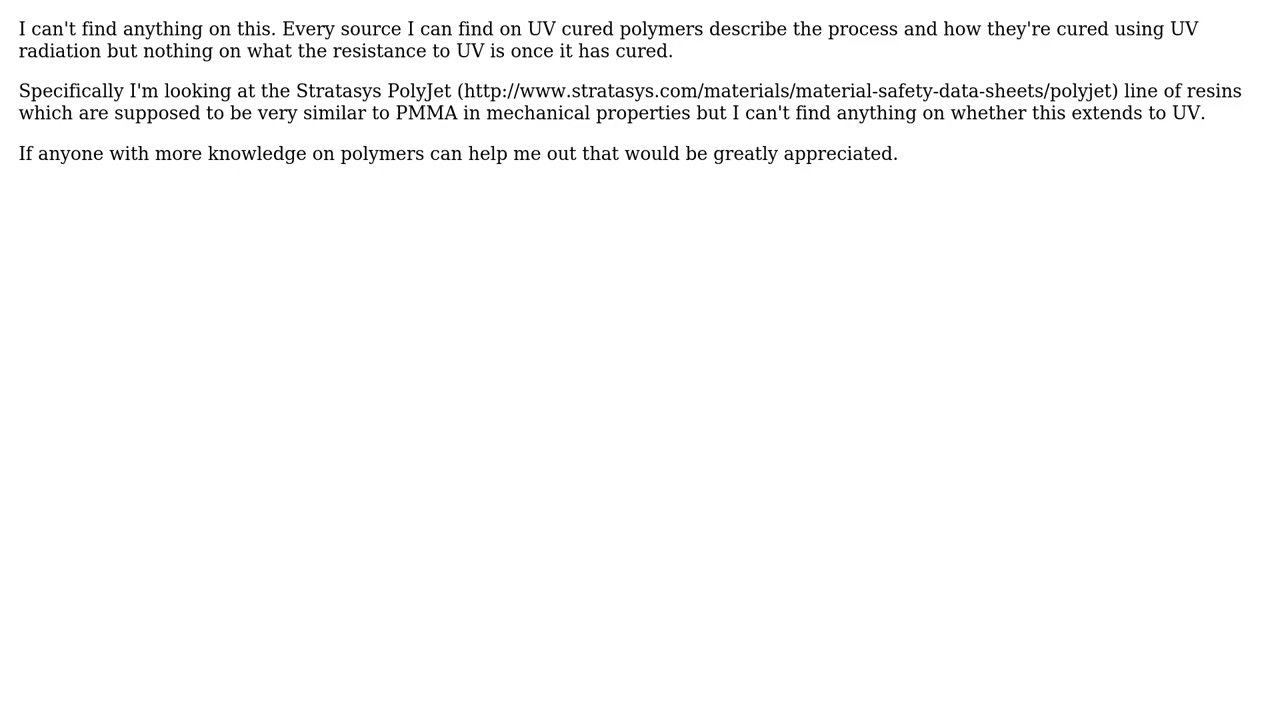 I can't find anything on this. Every source I can find on UV cured polymers describe the process and how they're cured using UV
radiation but nothing on what the resistance to UV is once it has cured.
Specifically I'm looking at the Stratasys PolyJet (http://www.stratasys.com/materials/material-safety-data-sheets/polyjet) line of resins
which are supposed to be very similar to PMMA in mechanical properties but I can't find anything on whether this extends to UV.
If anyone with more knowledge on polymers can help me out that would be greatly appreciated.